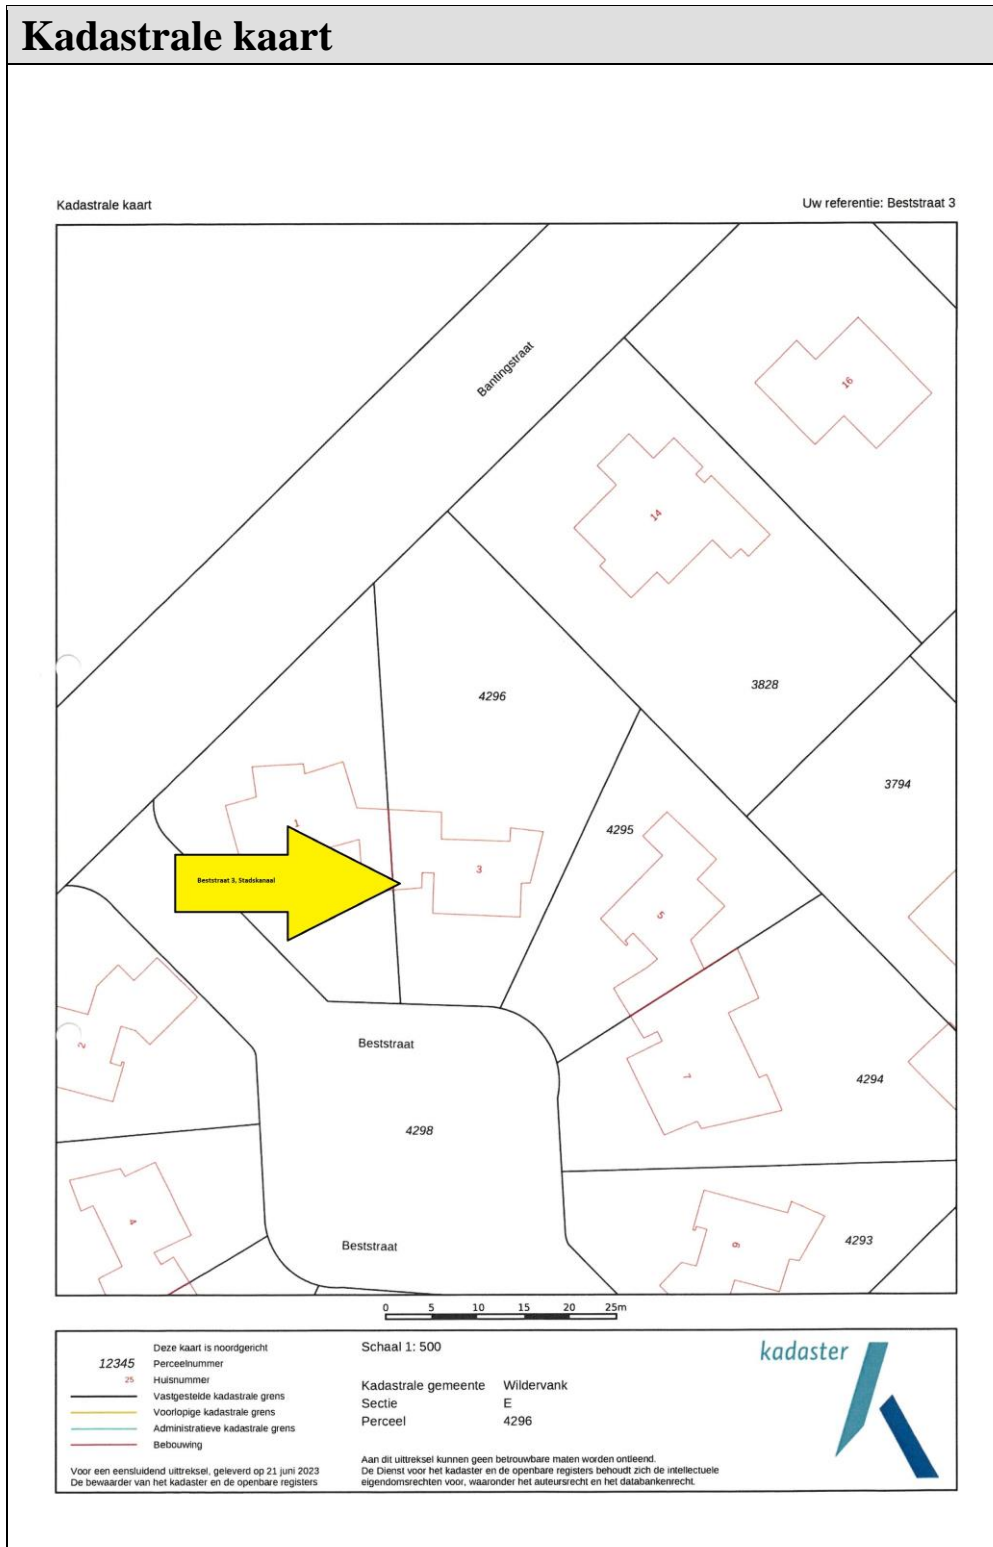 Kadastrale kaart
Kadastrale kaart
Uw referentie: Beststraat 3
Bantingstraat
16
14
4296
3828
3794
1
4295
3
Beststraat 3, Stadskanaal
5
2
Beststraat
7
4294
4298
4
Beststraat
9
4293
0 5 10 15 20 25m
Deze kaart is noordgericht
12345 Perceelnummer
25 Huisnummer
Vastgestelde kadastrale grens
Voorlopige kadastrale grens
Administratieve kadastrale grens
Bebouwing
Voor een eensluidend uittreksel, geleverd op 21 juni 2023
De bewaarder van het kadaster en de openbare registers
Schaal 1: 500
Kadastrale gemeente Wildervank
Sectie E
Perceel 4296
Aan dit uittreksel kunnen geen betrouwbare maten worden ontleend.
De Dienst voor het kadaster en de openbare registers behoudt zich de intellectuele
eigendomsrechten voor, waaronder het auteursrecht en het databankenrecht.
kadaster